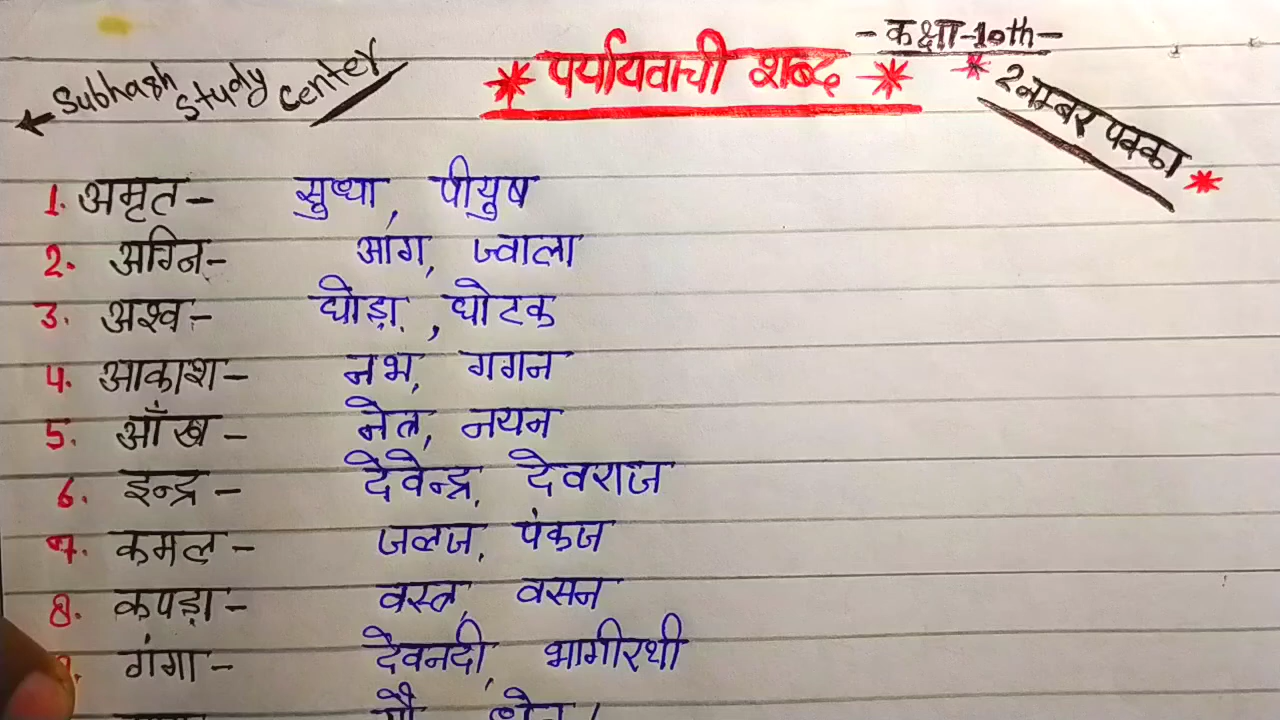 - कक्षा-10th-
Subhash Study Center
* पर्यायवाची शब्द *
* 2 नम्बर पक्का *
1. अमृत - सुधा, पीयुष
2. अग्नि - आग, ज्वाला
3. अश्व - घोड़ा, घोटक
4. आकाश - नभ, गगन
5. आँख - नेत्र, नयन
6. इन्द्र - देवेन्द्र, देवराज
7. कमल - जलज, पंकज
8. कपड़ा - वस्त्र, वसन
गंगा - देवनदी, भागीरथी